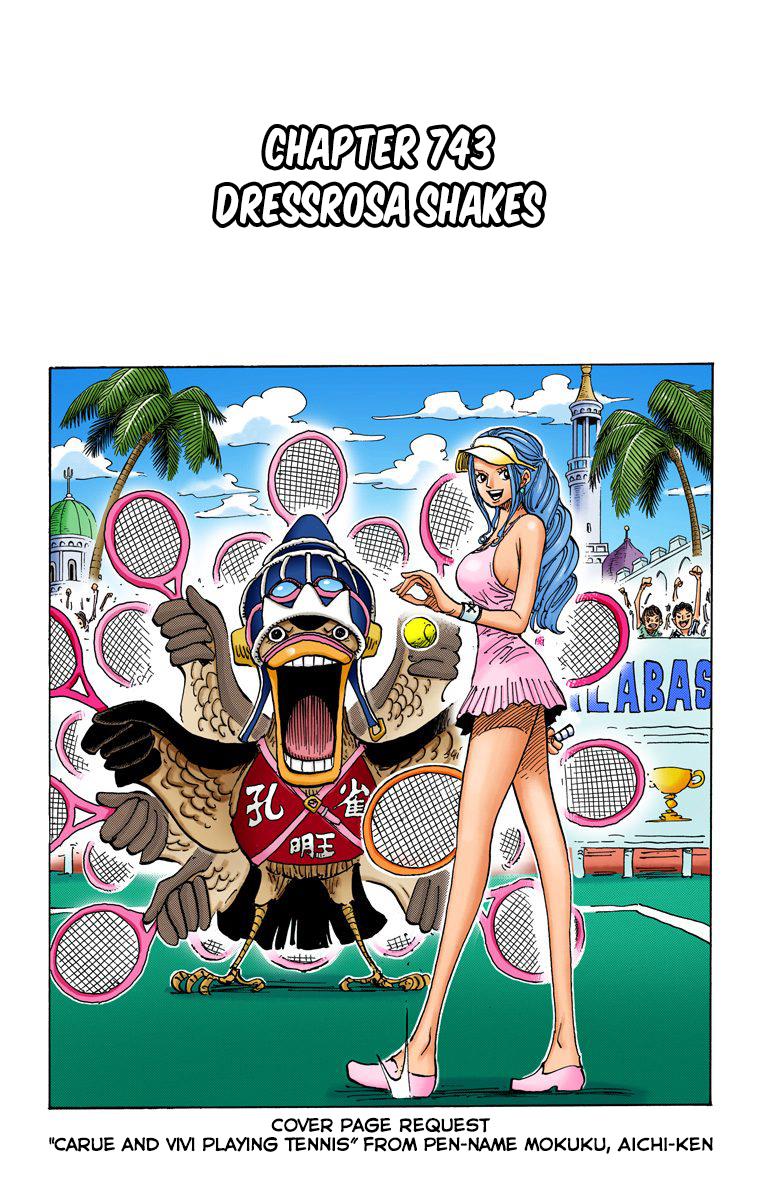 CHAPTER 743
DRESSROSA SHAKES
LABAS
孔雀
明王
COVER PAGE REQUEST
"CARUE AND VIVI PLAYING TENNIS" FROM PEN-NAME MOKUKU, AICHI-KEN